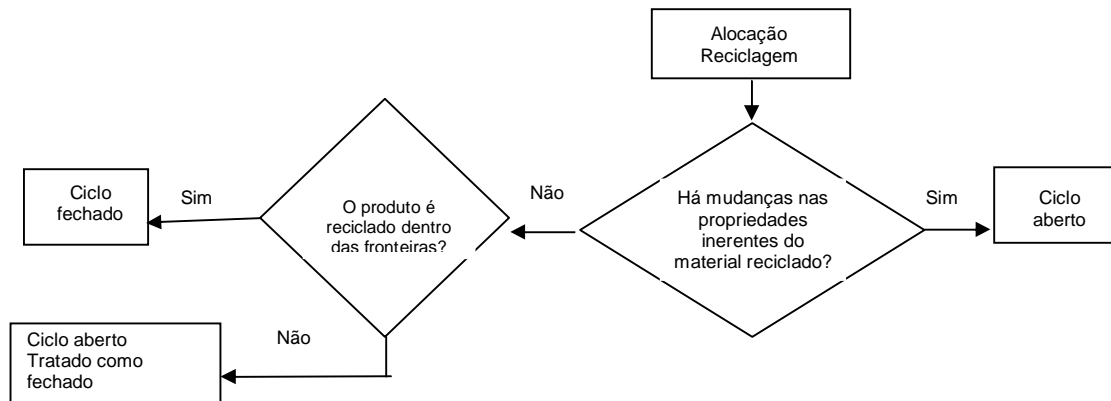 Alocação
Reciclagem
Há mudanças nas
propriedades
inerentes do
material reciclado?
Sim
Ciclo
aberto
Não
O produto é
reciclado dentro
das fronteiras?
Sim
Ciclo
fechado
Não
Ciclo aberto
Tratado como
fechado